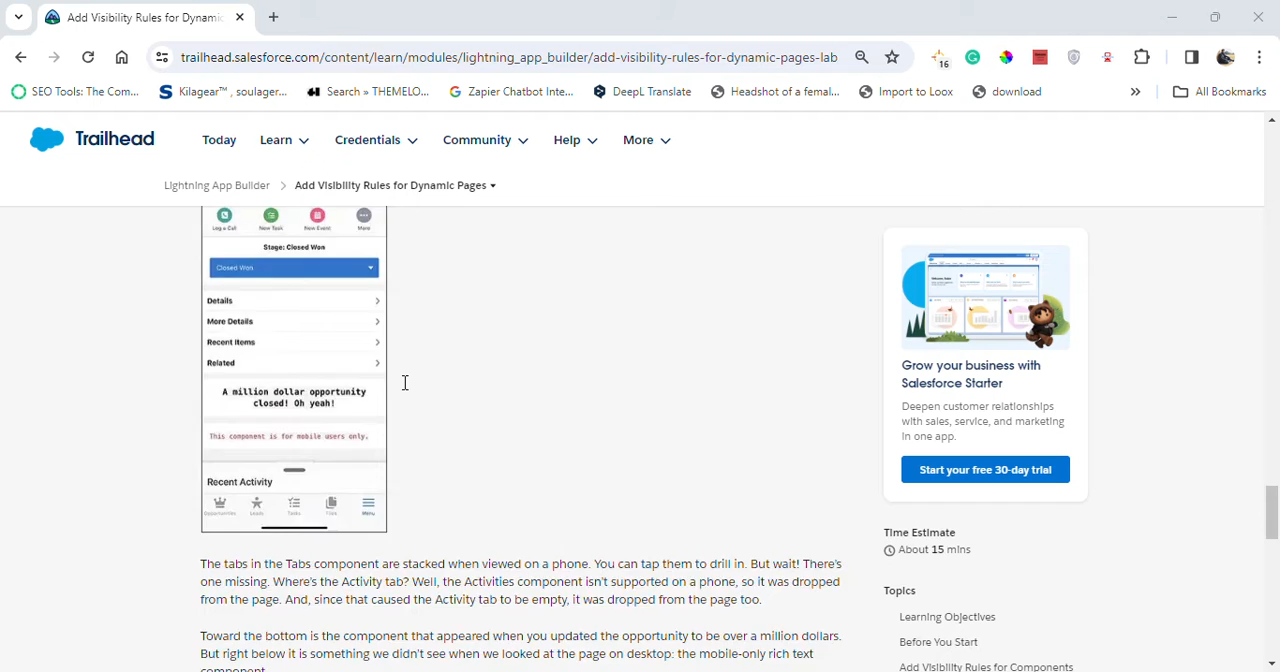 Add Visibility Rules for Dynamic
trailhead.salesforce.com/content/learn/modules/lightning_app_builder/add-visibility-rules-for-dynamic-pages-lab
16
SEO Tools: The Com... Kilagear™, soulager... Search » THEMELO... Zapier Chatbot Inte... DeepL Translate Headshot of a femal... Import to Loox download » All Bookmarks
Trailhead Today Learn Credentials Community Help More
Lightning App Builder > Add Visibility Rules for Dynamic Pages
Log a Call New Task New Event More
Stage: Closed Won
Closed Won
Details
More Details
Recent Items
Related
A million dollar opportunity
closed! Oh yeah!
This component is for mobile users only.
Recent Activity
Opportunities Leads Tasks Files Menu
The tabs in the Tabs component are stacked when viewed on a phone. You can tap them to drill in. But wait! There's
one missing. Where's the Activity tab? Well, the Activities component isn't supported on a phone, so it was dropped
from the page. And, since that caused the Activity tab to be empty, it was dropped from the page too.
Toward the bottom is the component that appeared when you updated the opportunity to be over a million dollars.
But right below it is something we didn't see when we looked at the page on desktop: the mobile-only rich text
component.
Grow your business with
Salesforce Starter
Deepen customer relationships
with sales, service, and marketing
in one app.
Start your free 30-day trial
Time Estimate
About 15 mins
Topics
Learning Objectives
Before You Start
Add Visibility Rules for Components